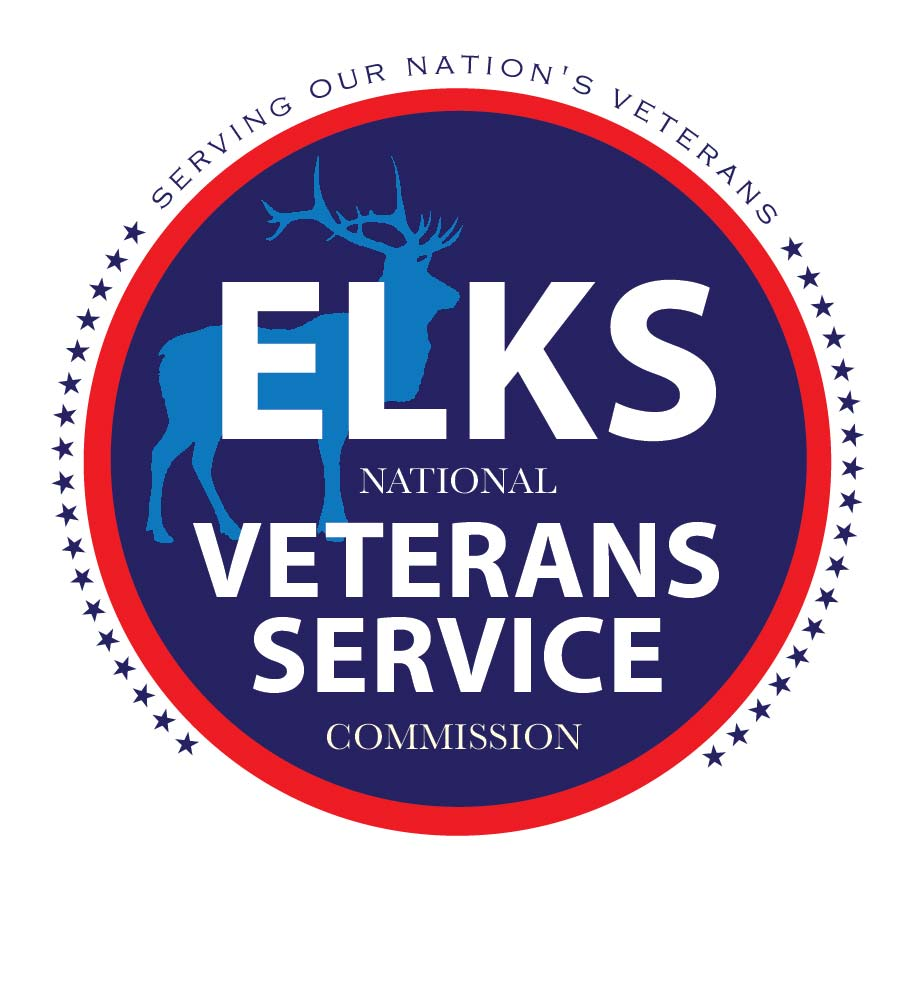 SERVING OUR NATION'S VETERANS
ELKS
NATIONAL
VETERANS
SERVICE
COMMISSION